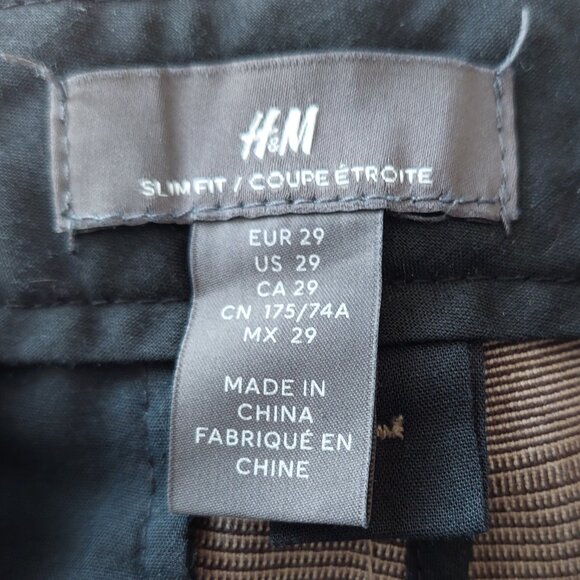 H&M
SLIM FIT / COUPE ÉTROITE
EUR 29
US 29
CA 29
CN 175/74A
MX 29
MADE IN
CHINA
FABRIQUÉ EN
CHINE